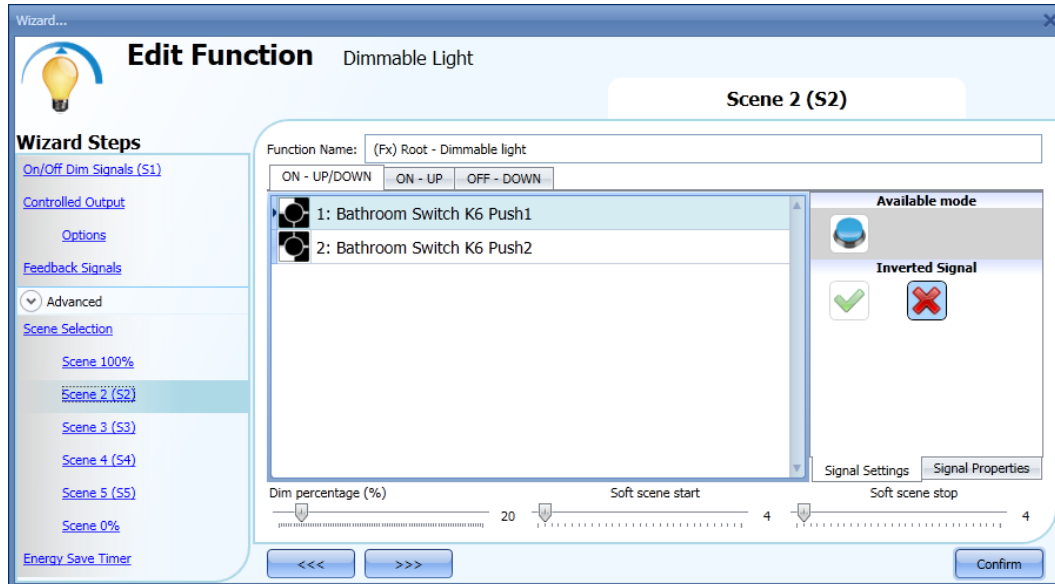 Wizard...
Edit Function Dimmable Light
Scene 2 (S2)
Wizard Steps
On/Off Dim Signals (S1)
Controlled Output
Options
Feedback Signals
Advanced
Scene Selection
Scene 100%
Scene 2 (S2)
Scene 3 (S3)
Scene 4 (S4)
Scene 5 (S5)
Scene 0%
Energy Save Timer
Function Name: (Fx) Root - Dimmable light
ON - UP/DOWN ON - UP OFF - DOWN
1: Bathroom Switch K6 Push1
2: Bathroom Switch K6 Push2
Available mode
Inverted Signal
Signal Settings Signal Properties
Dim percentage (%) Soft scene start Soft scene stop
20 4 4
<<< >>> Confirm